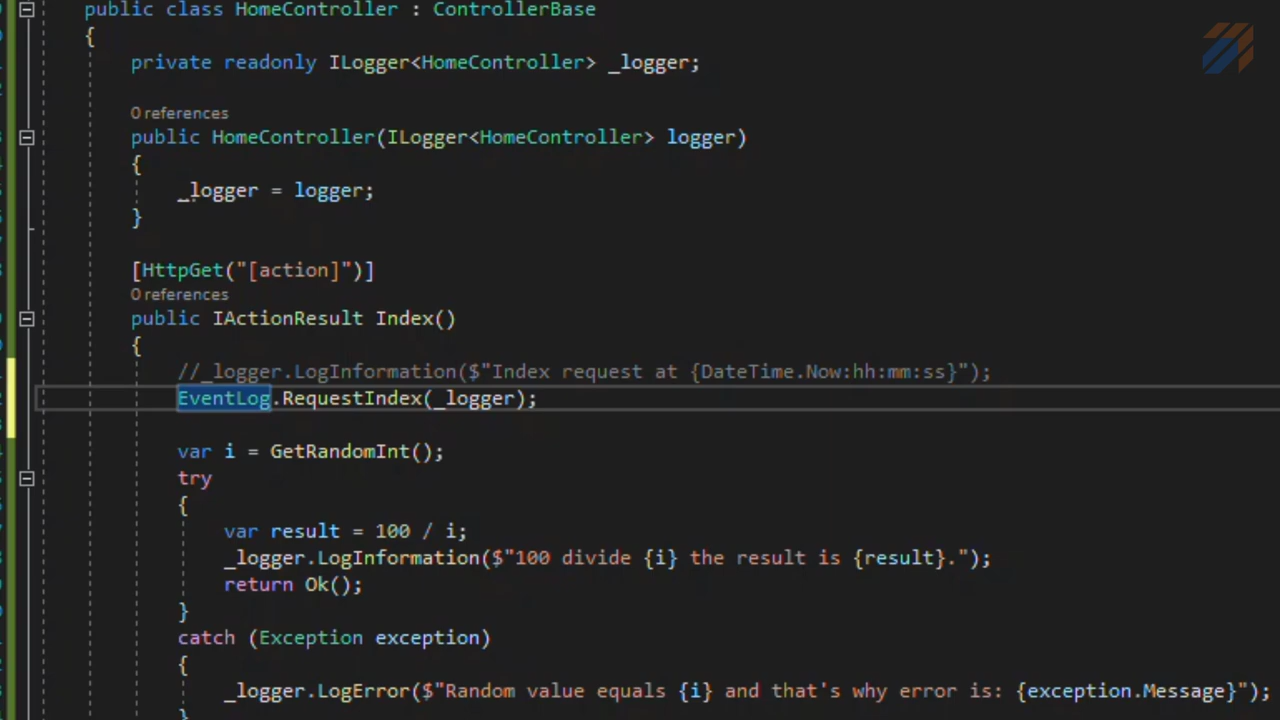 public class HomeController : ControllerBase
{
private readonly ILogger<HomeController> _logger;
0 references
public HomeController(ILogger<HomeController> logger)
{
_logger = logger;
}
[HttpGet("[action]")]
0 references
public IActionResult Index()
{
//_logger.LogInformation($"Index request at {DateTime.Now:hh:mm:ss}");
EventLog.RequestIndex(_logger);
var i = GetRandomInt();
try
{
var result = 100 / i;
_logger.LogInformation($"100 divide {i} the result is {result}.");
return Ok();
}
catch (Exception exception)
{
_logger.LogError($"Random value equals {i} and that's why error is: {exception.Message}");
}